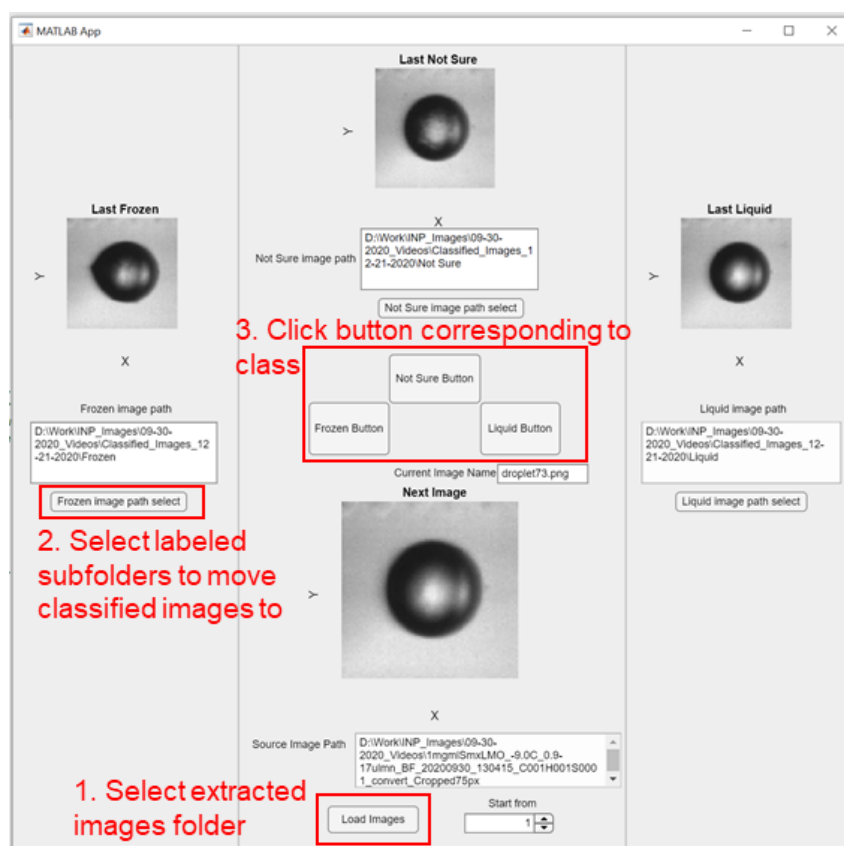 MATLAB App
Last Not Sure
Y
X
Not Sure image path
D:\Work\INP_Images\09-30-
2020_Videos\Classified_Images_1
2-21-2020\Not Sure
Not Sure image path select
Last Frozen
Y
X
Frozen image path
D:\Work\INP_Images\09-30-
2020_Videos\Classified_Images_12
-21-2020\Frozen
Frozen image path select
2. Select labeled
subfolders to move
classified images to
Last Liquid
Y
X
Liquid image path
D:\Work\INP_Images\09-30-
2020_Videos\Classified_Images_12-
21-2020\Liquid
Liquid image path select
3. Click button corresponding to
class
Not Sure Button
Frozen Button
Liquid Button
Current Image Name droplet73.png
Next Image
Y
X
Source Image Path
D:\Work\INP_Images\09-30-
2020_Videos\1mgmlSmxLMO_-9.0C_0.9-
17ulmn_BF_20200930_130415_C001H001S000
1_convert_Cropped75px
1. Select extracted
images folder
Load Images
Start from
1